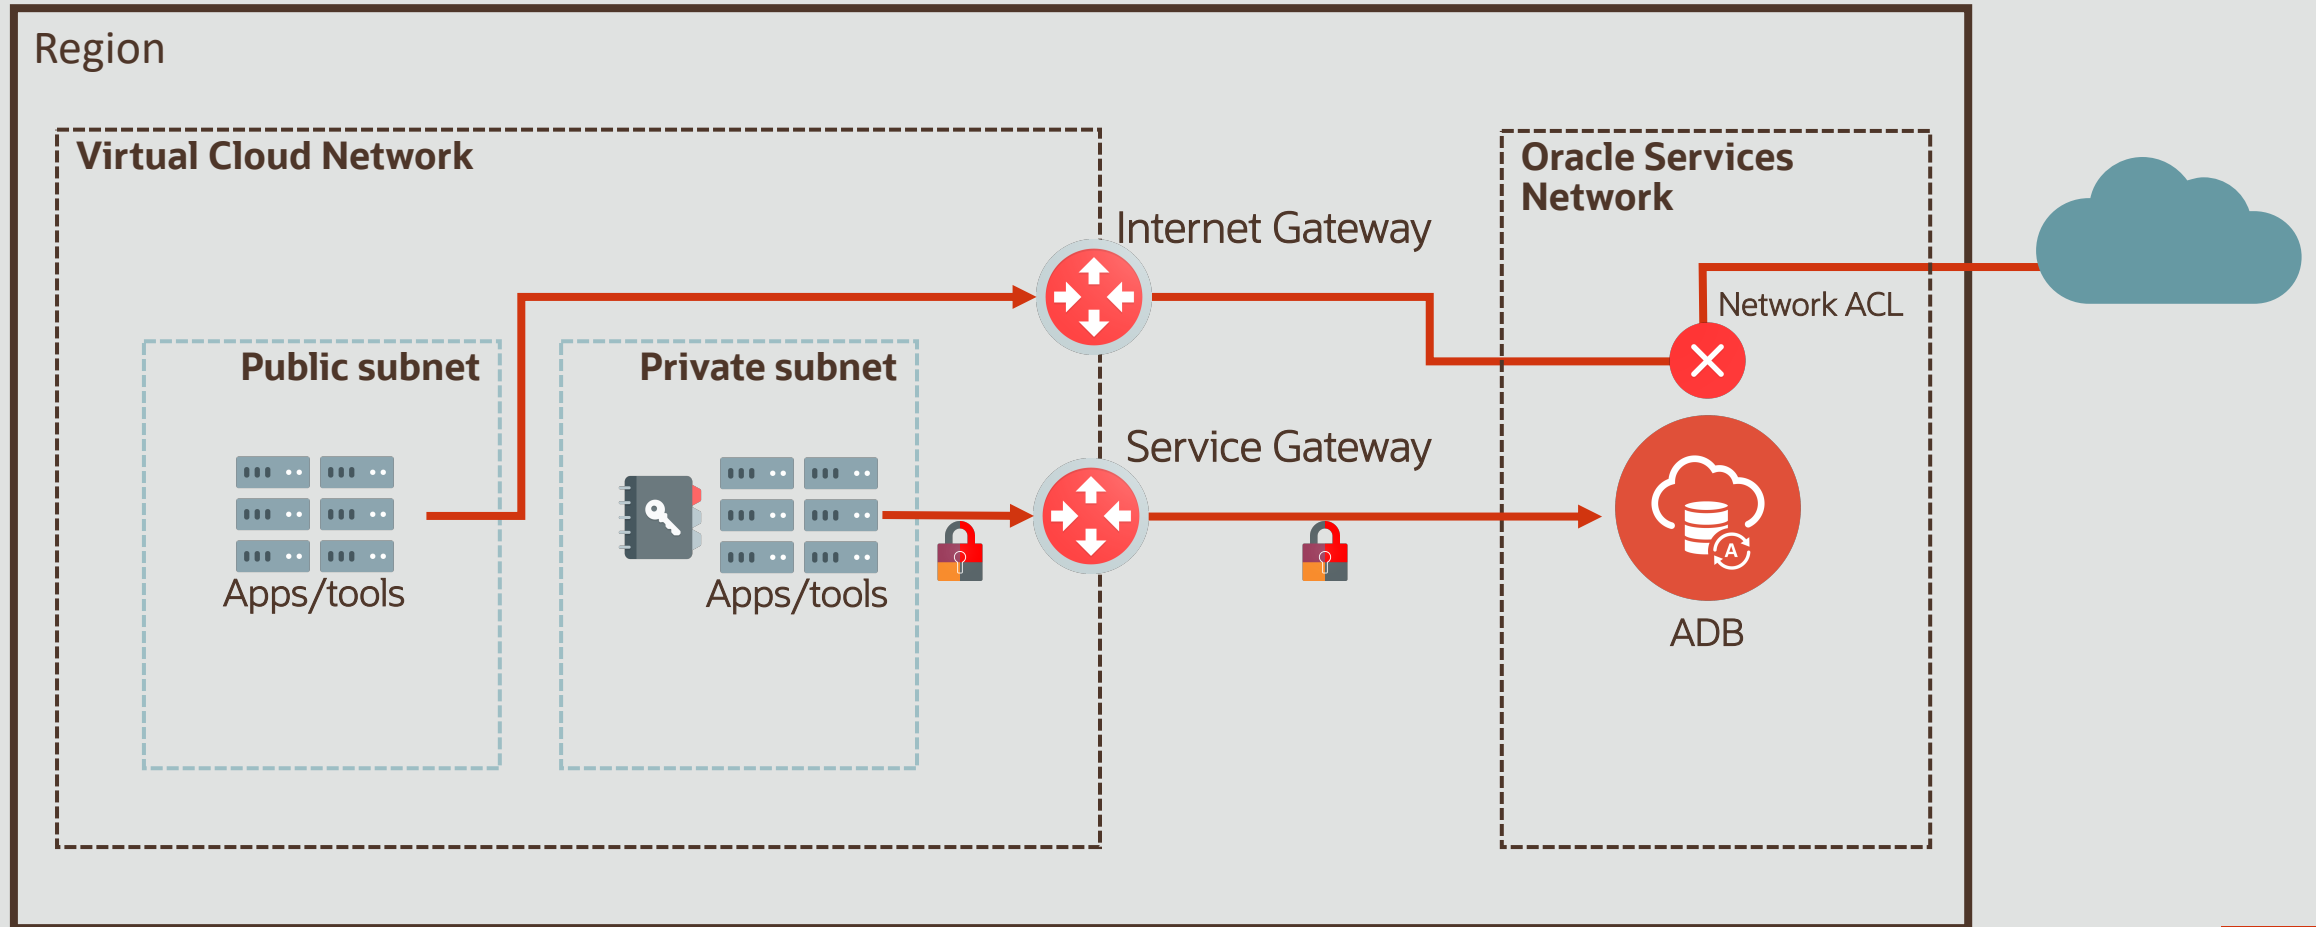 Region
Virtual Cloud Network
Oracle Services
Network
Internet Gateway
Network ACL
Public subnet
Private subnet
Service Gateway
A
Apps/tools
Apps/tools
ADB